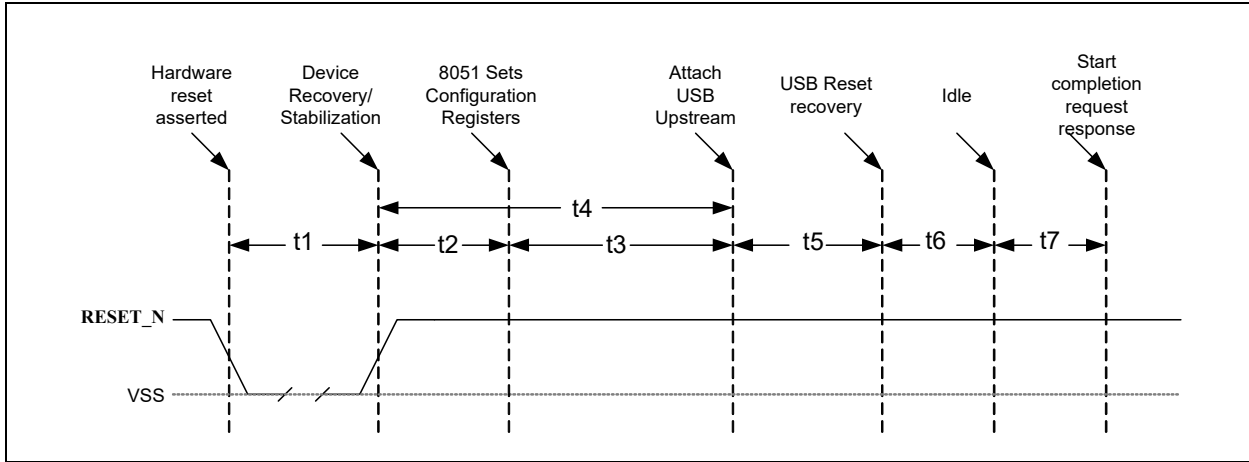 Hardware
reset
asserted
Device
Recovery/
Stabilization
8051 Sets
Configuration
Registers
Attach
USB
Upstream
USB Reset
recovery
Idle
Start
completion
request
response
t4
t1
t2
t3
t5
t6
t7
RESET_N
VSS